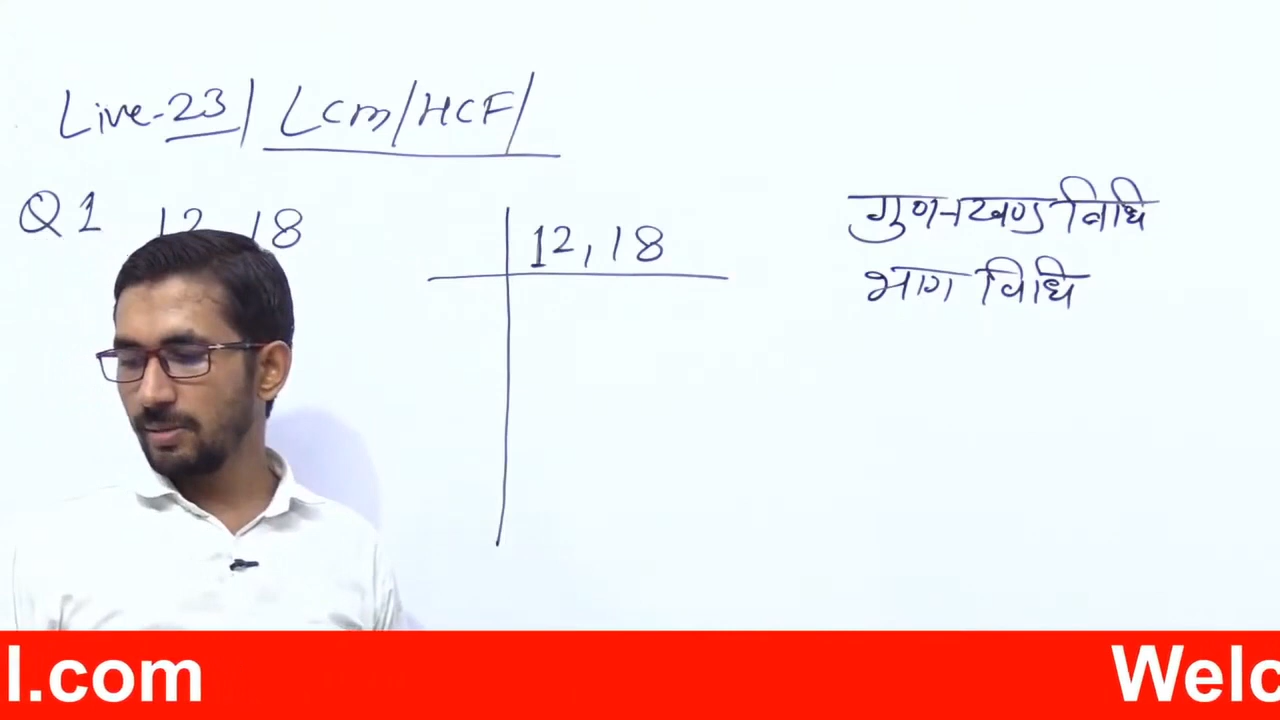 Live-23/ LCM/HCF/
Q1 12, 18
12, 18
गुणनखण्ड विधि
भाग विधि
l.com Welc